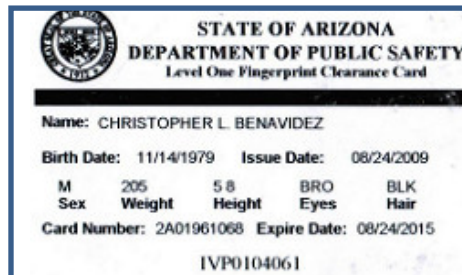 STATE OF ARIZONA
DEPARTMENT OF PUBLIC SAFETY
Level One Fingerprint Clearance Card
Name: CHRISTOPHER L. BENAVIDEZ
Birth Date: 11/14/1979 Issue Date: 08/24/2009
M 205 5 8 BRO BLK
Sex Weight Height Eyes Hair
Card Number: 2A01961068 Expire Date: 08/24/2015
IVP0104061